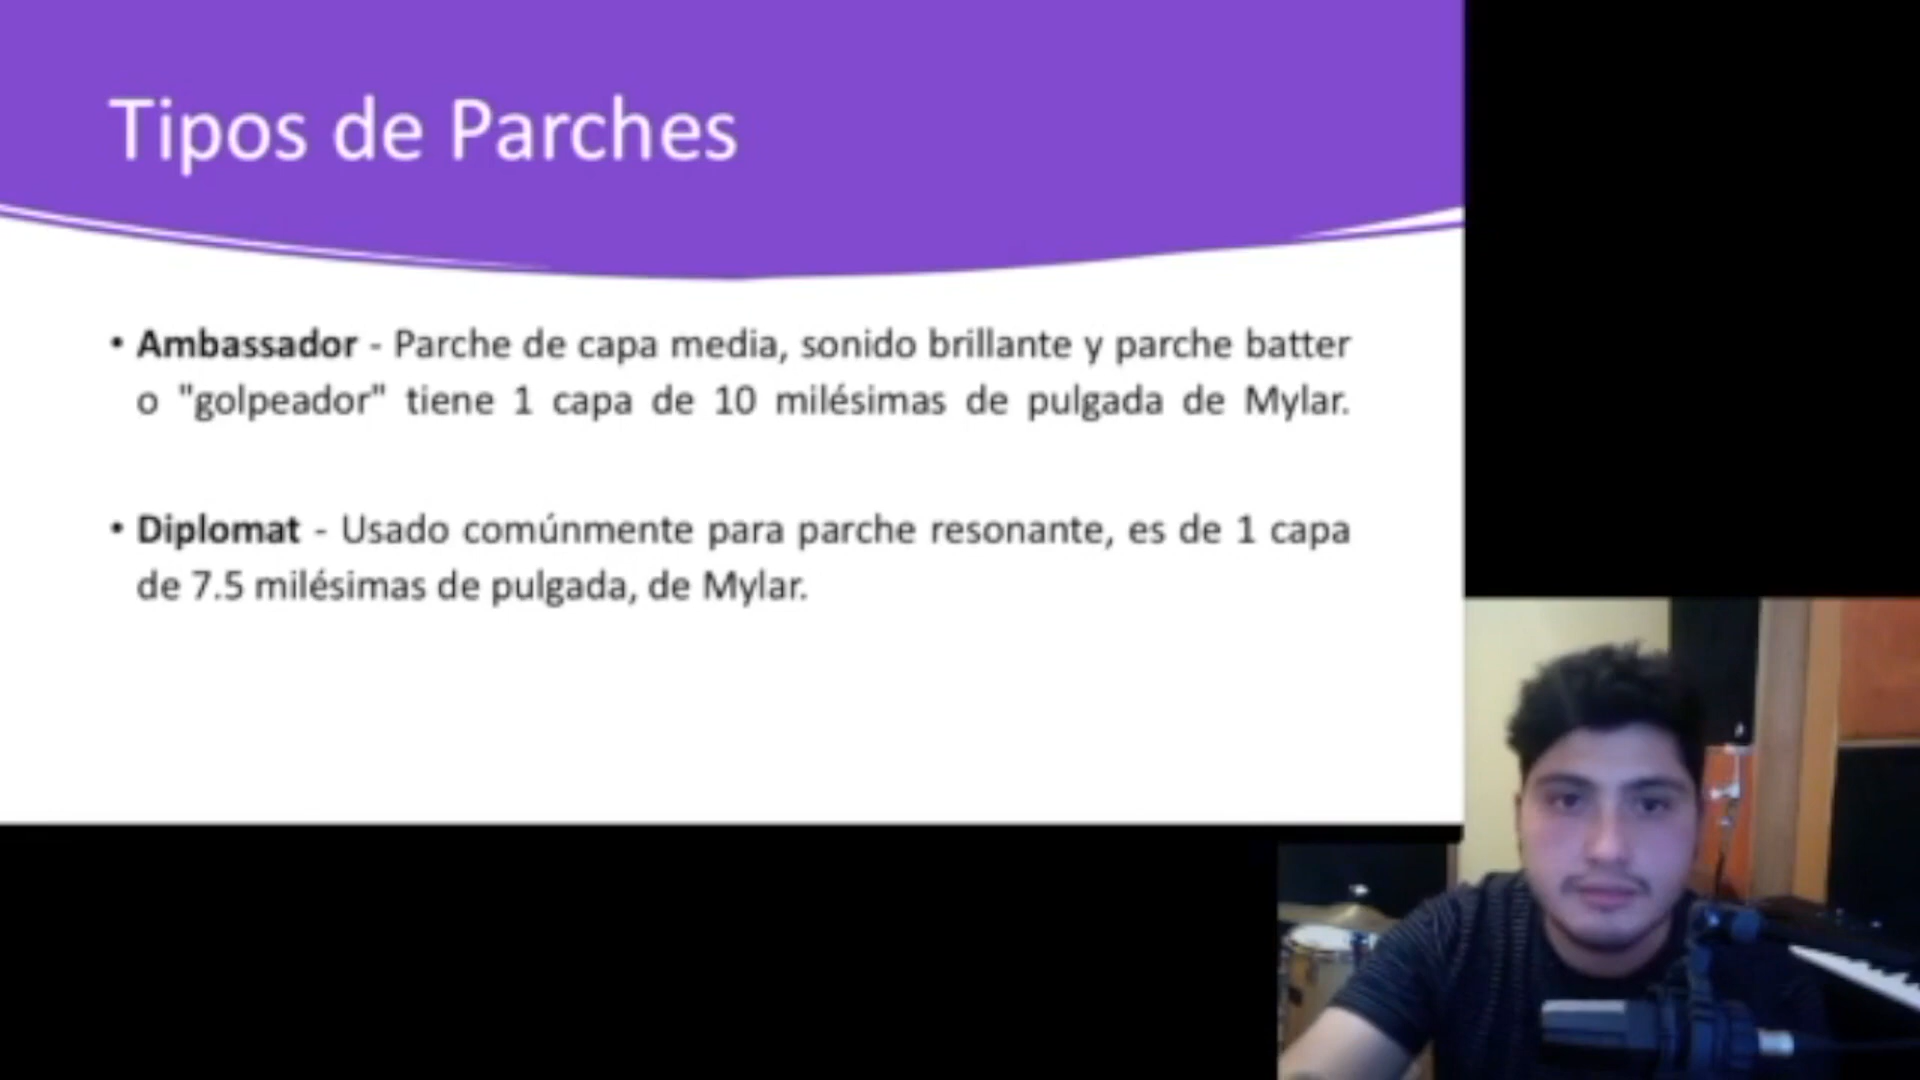 Tipos de Parches
• Ambassador - Parche de capa media, sonido brillante y parche batter
o "golpeador" tiene 1 capa de 10 milésimas de pulgada de Mylar.
• Diplomat - Usado comúnmente para parche resonante, es de 1 capa
de 7.5 milésimas de pulgada, de Mylar.